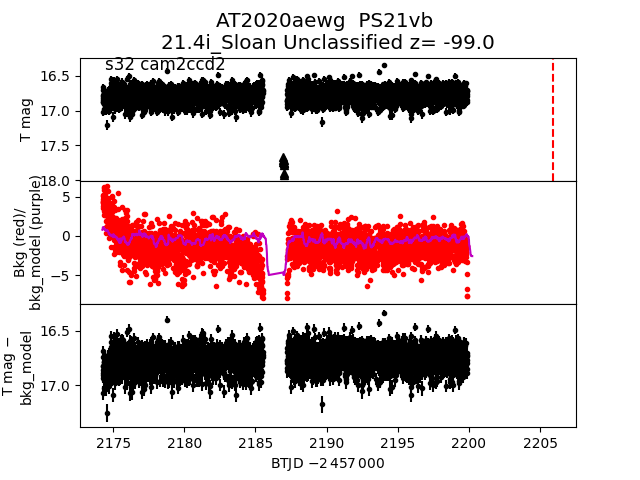 AT2020aewg PS21vb
21.4i_Sloan Unclassified z= -99.0
s32 cam2ccd2
16.5
17.0
17.5
18.0
T mag
5
0
−5
Bkg (red)/
bkg_model (purple)
16.5
17.0
T mag −
bkg_model
2175 2180 2185 2190 2195 2200 2205
BTJD −2 457 000